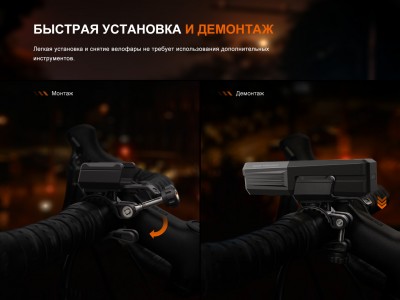 БЫСТРАЯ УСТАНОВКА И ДЕМОНТАЖ
Легкая установка и снятие велофары не требует использования дополнительных
инструментов.
Монтаж
Демонтаж